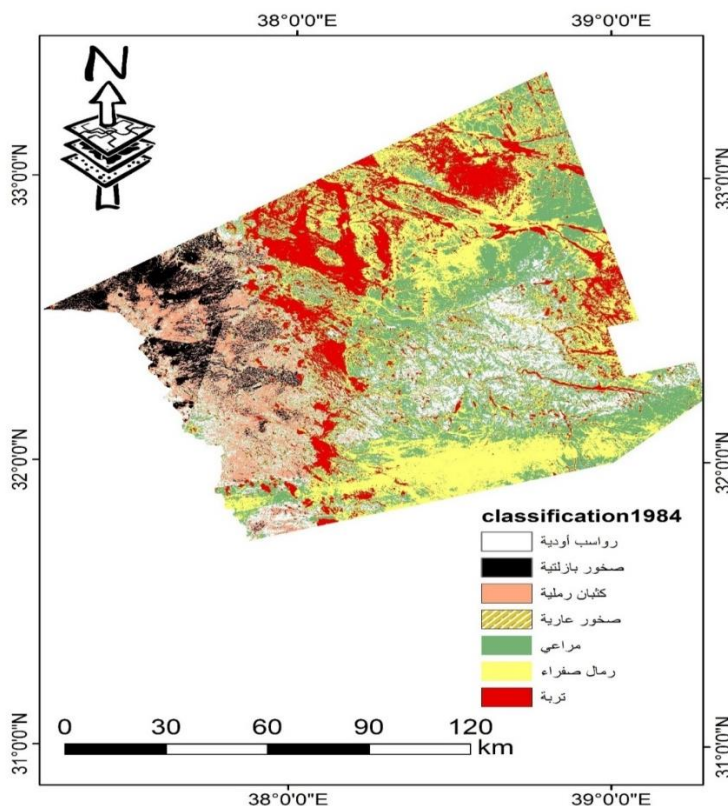 38°0'0"E 39°0'0"E
N
33°0'0"N 33°0'0"N
32°0'0"N 32°0'0"N
classification1984
رواسب أودية
صخور بازلتية
كثبان رملية
صخور عارية
مراعي
رمال صفراء
تربة
0 30 60 90 120
km
31°0'0"N 31°0'0"N
38°0'0"E 39°0'0"E